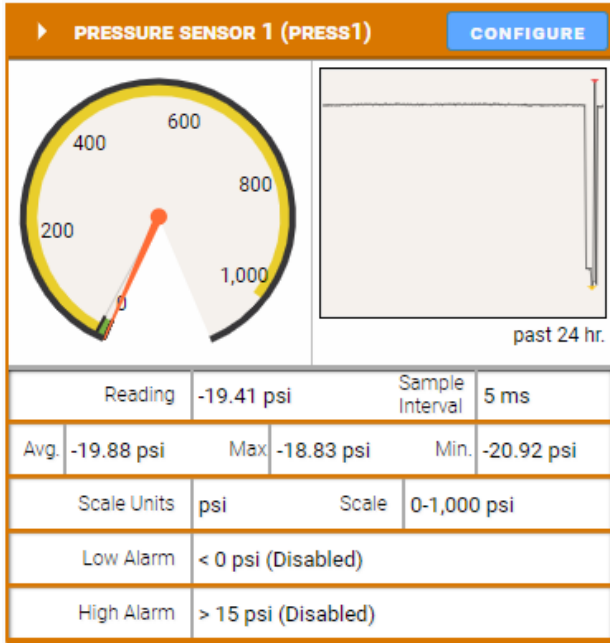 PRESSURE SENSOR 1 (PRESS1)
CONFIGURE
600
400
800
200
1,000
0
past 24 hr.
Reading
-19.41 psi
Sample
Interval
5 ms
Avg.
-19.88 psi
Max
-18.83 psi
Min.
-20.92 psi
Scale Units
psi
Scale
0-1,000 psi
Low Alarm
< 0 psi (Disabled)
High Alarm
> 15 psi (Disabled)